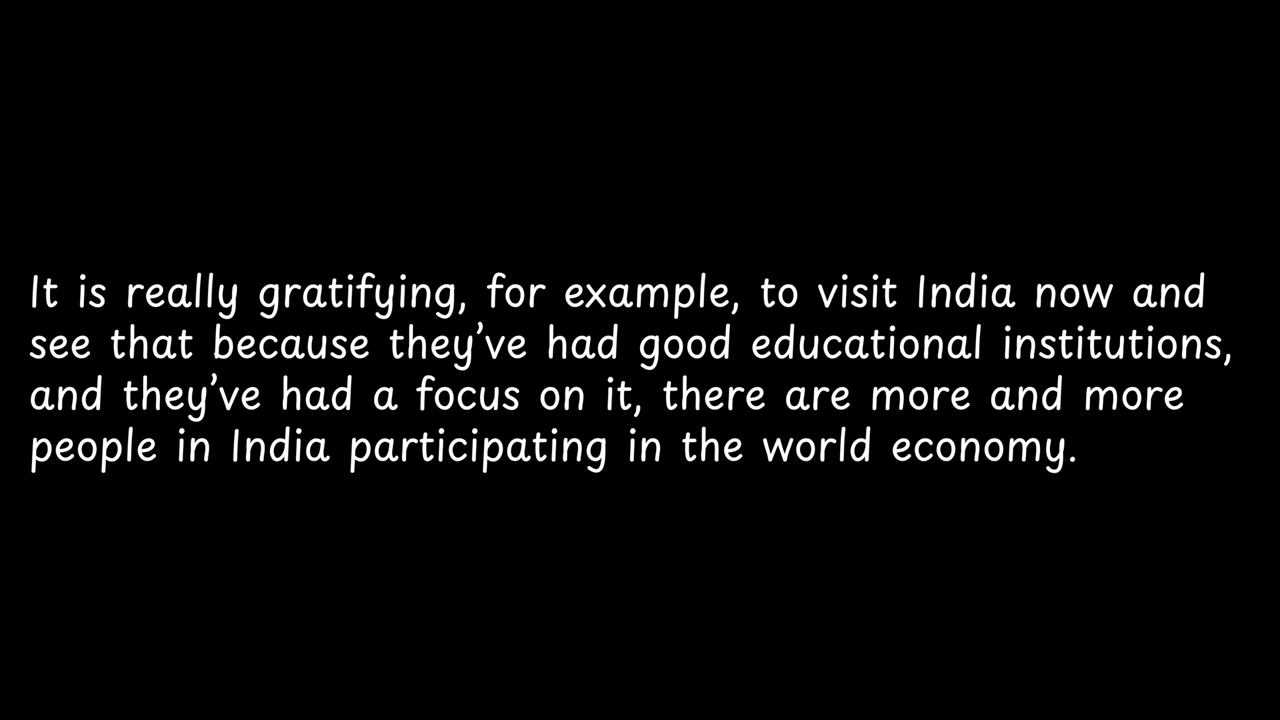 It is really gratifying, for example, to visit India now and
see that because they’ve had good educational institutions,
and they’ve had a focus on it, there are more and more
people in India participating in the world economy.